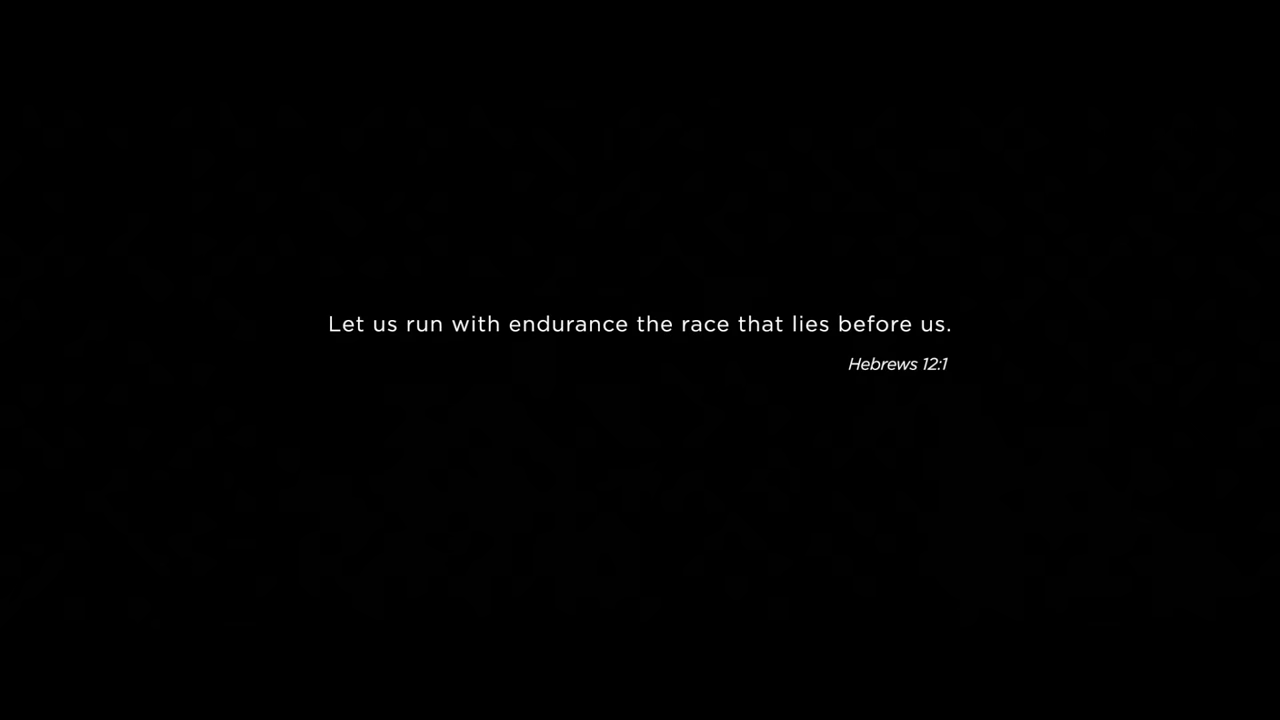 Let us run with endurance the race that lies before us.
Hebrews 12:1